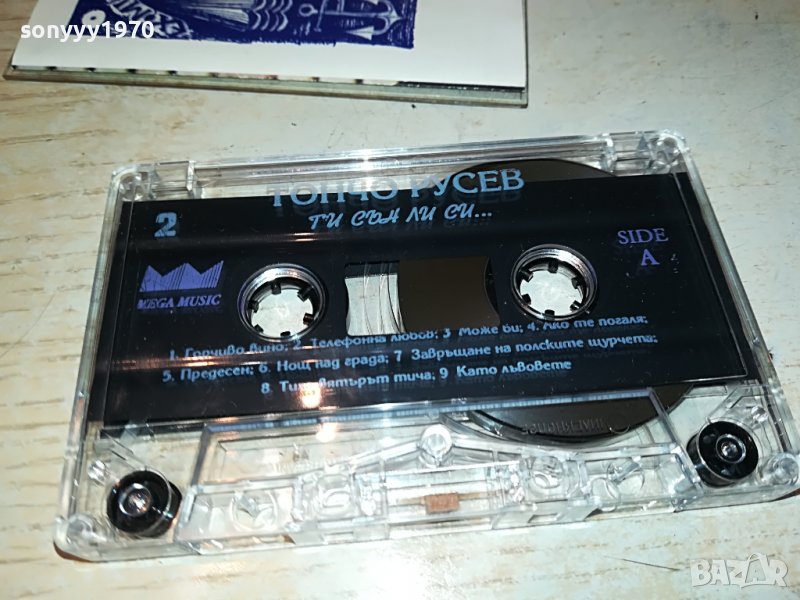 sonyyy1970
ТОНЧО РУСЕВ
ТИ СЪН ЛИ СИ...
2
SIDE
A
MEGA MUSIC
1. Горчиво вино; 2. Телефонна любов; 3 Може би; 4. Ако те погаля;
5. Предесен; 6. Нощ над града; 7 Завръщане на полските щурчета;
8 вятърът тича; 9 Като лъвовете
BAZAR